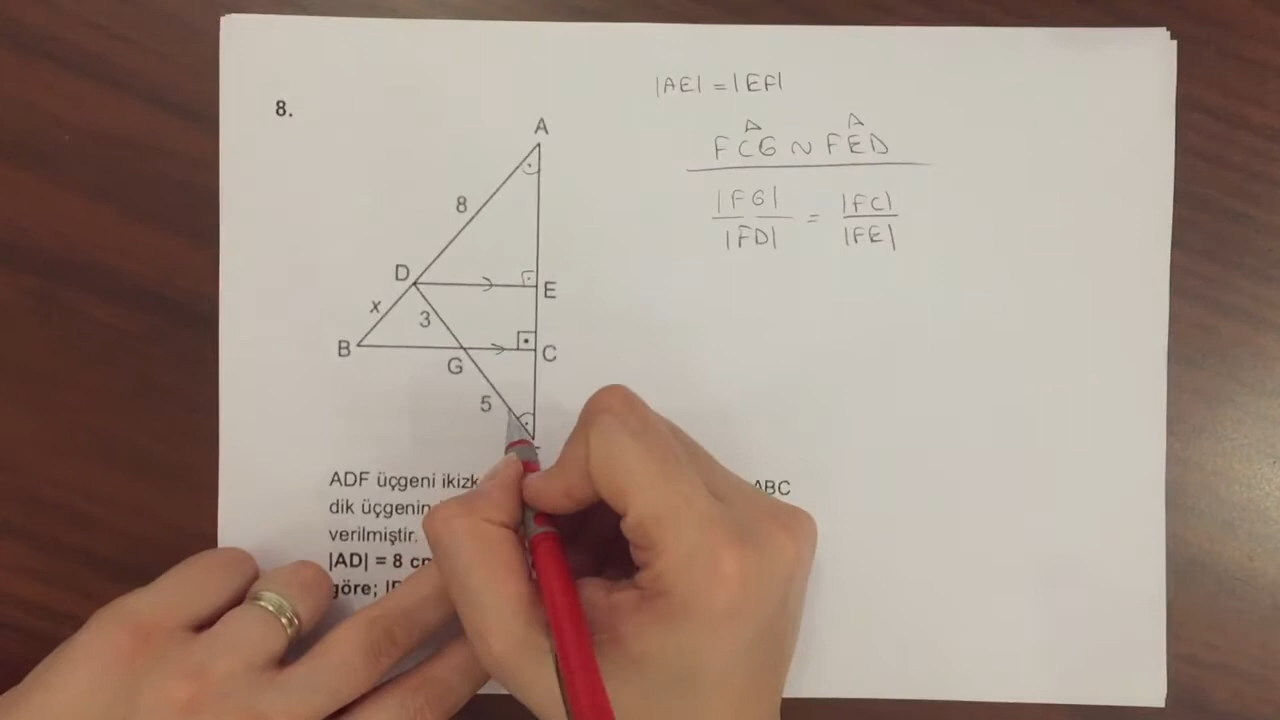 8.
|AE| = |EF|
FCG ~ FED
|FG| / |FD| = |FC| / |FE|
A
8
D
E
x
3
B
C
G
5
ADF üçgeni
ABC
dik üçgenin
verilmiştir.
|AD| = 8
göre;